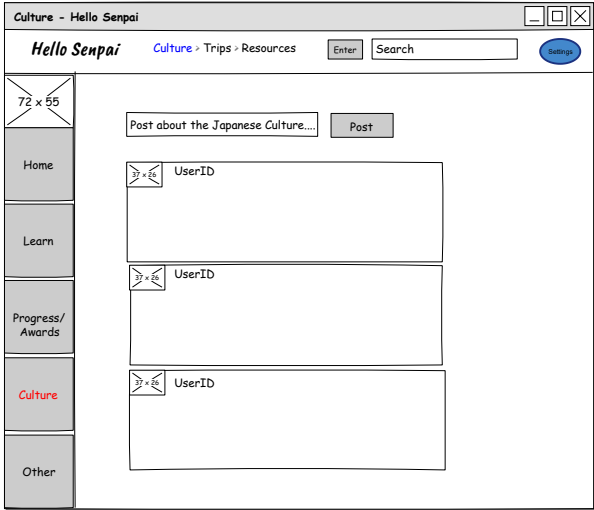 Culture - Hello Senpai
Hello Senpai
Culture > Trips > Resources
Enter
Search
Settings
72 x 55
Home
Learn
Progress/
Awards
Culture
Other
Post about the Japanese Culture....
Post
37 x 26
UserID
37 x 26
UserID
37 x 26
UserID